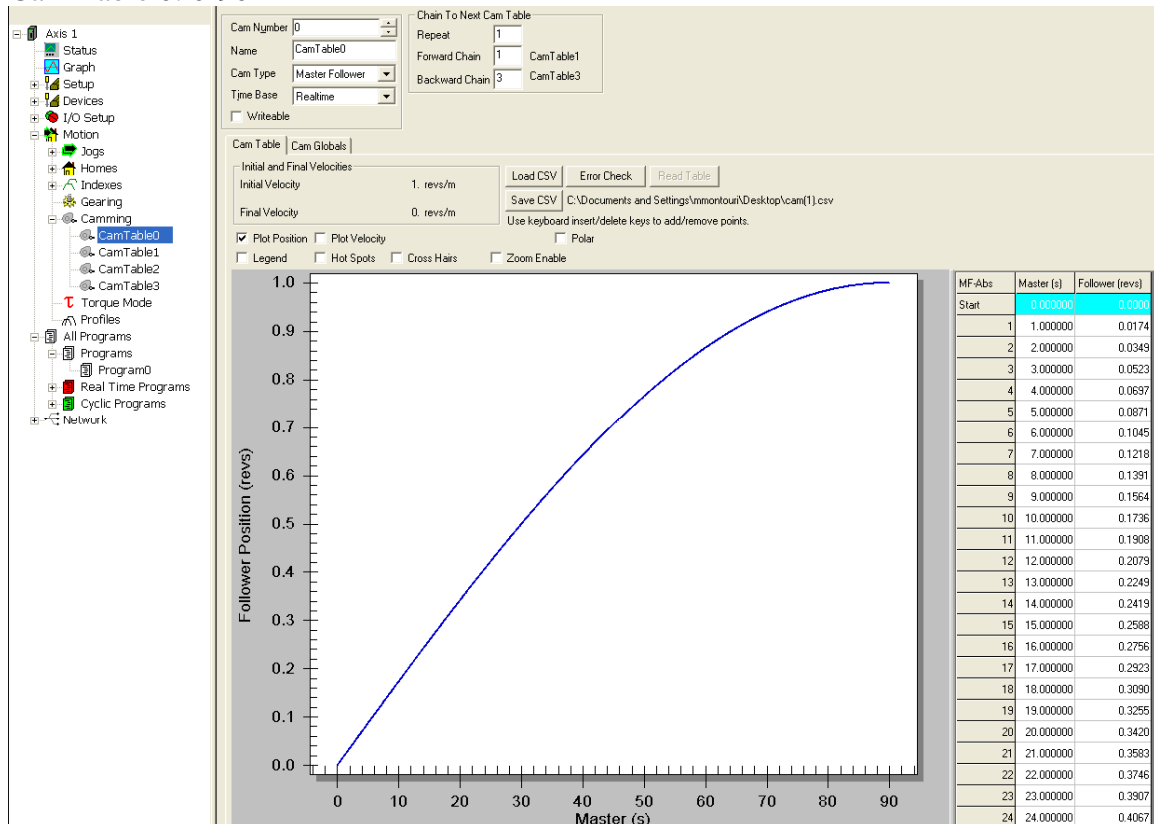 Axis 1
Status
Graph
Setup
Devices
I/O Setup
Motion
Jogs
Homes
Indexes
Gearing
Camming
CamTable0
CamTable1
CamTable2
CamTable3
Torque Mode
Profiles
All Programs
Programs
Program0
Real Time Programs
Cyclic Programs
Network
Cam Number 0
Name CamTable0
Cam Type Master Follower
Time Base Realtime
Writeable
Chain To Next Cam Table
Repeat 1
Forward Chain 1 CamTable1
Backward Chain 3 CamTable3
Cam Table Cam Globals
Initial and Final Velocities
Initial Velocity 1. revs/m
Final Velocity 0. revs/m
Load CSV Error Check Read Table
Save CSV C:\Documents and Settings\mmontouri\Desktop\cam(1).csv
Use keyboard insert/delete keys to add/remove points.
Plot Position Plot Velocity Polar
Legend Hot Spots Cross Hairs Zoom Enable
1.0
0.9
0.8
0.7
0.6
0.5
0.4
0.3
0.2
0.1
0.0
Follower Position (revs)
0 10 20 30 40 50 60 70 80 90
Master (s)
MF-Abs Master (s) Follower (revs)
Start 0.000000 0.0000
1 1.000000 0.0174
2 2.000000 0.0349
3 3.000000 0.0523
4 4.000000 0.0697
5 5.000000 0.0871
6 6.000000 0.1045
7 7.000000 0.1218
8 8.000000 0.1391
9 9.000000 0.1564
10 10.000000 0.1736
11 11.000000 0.1908
12 12.000000 0.2079
13 13.000000 0.2249
14 14.000000 0.2419
15 15.000000 0.2588
16 16.000000 0.2756
17 17.000000 0.2923
18 18.000000 0.3090
19 19.000000 0.3255
20 20.000000 0.3420
21 21.000000 0.3583
22 22.000000 0.3746
23 23.000000 0.3907
24 24.000000 0.4067